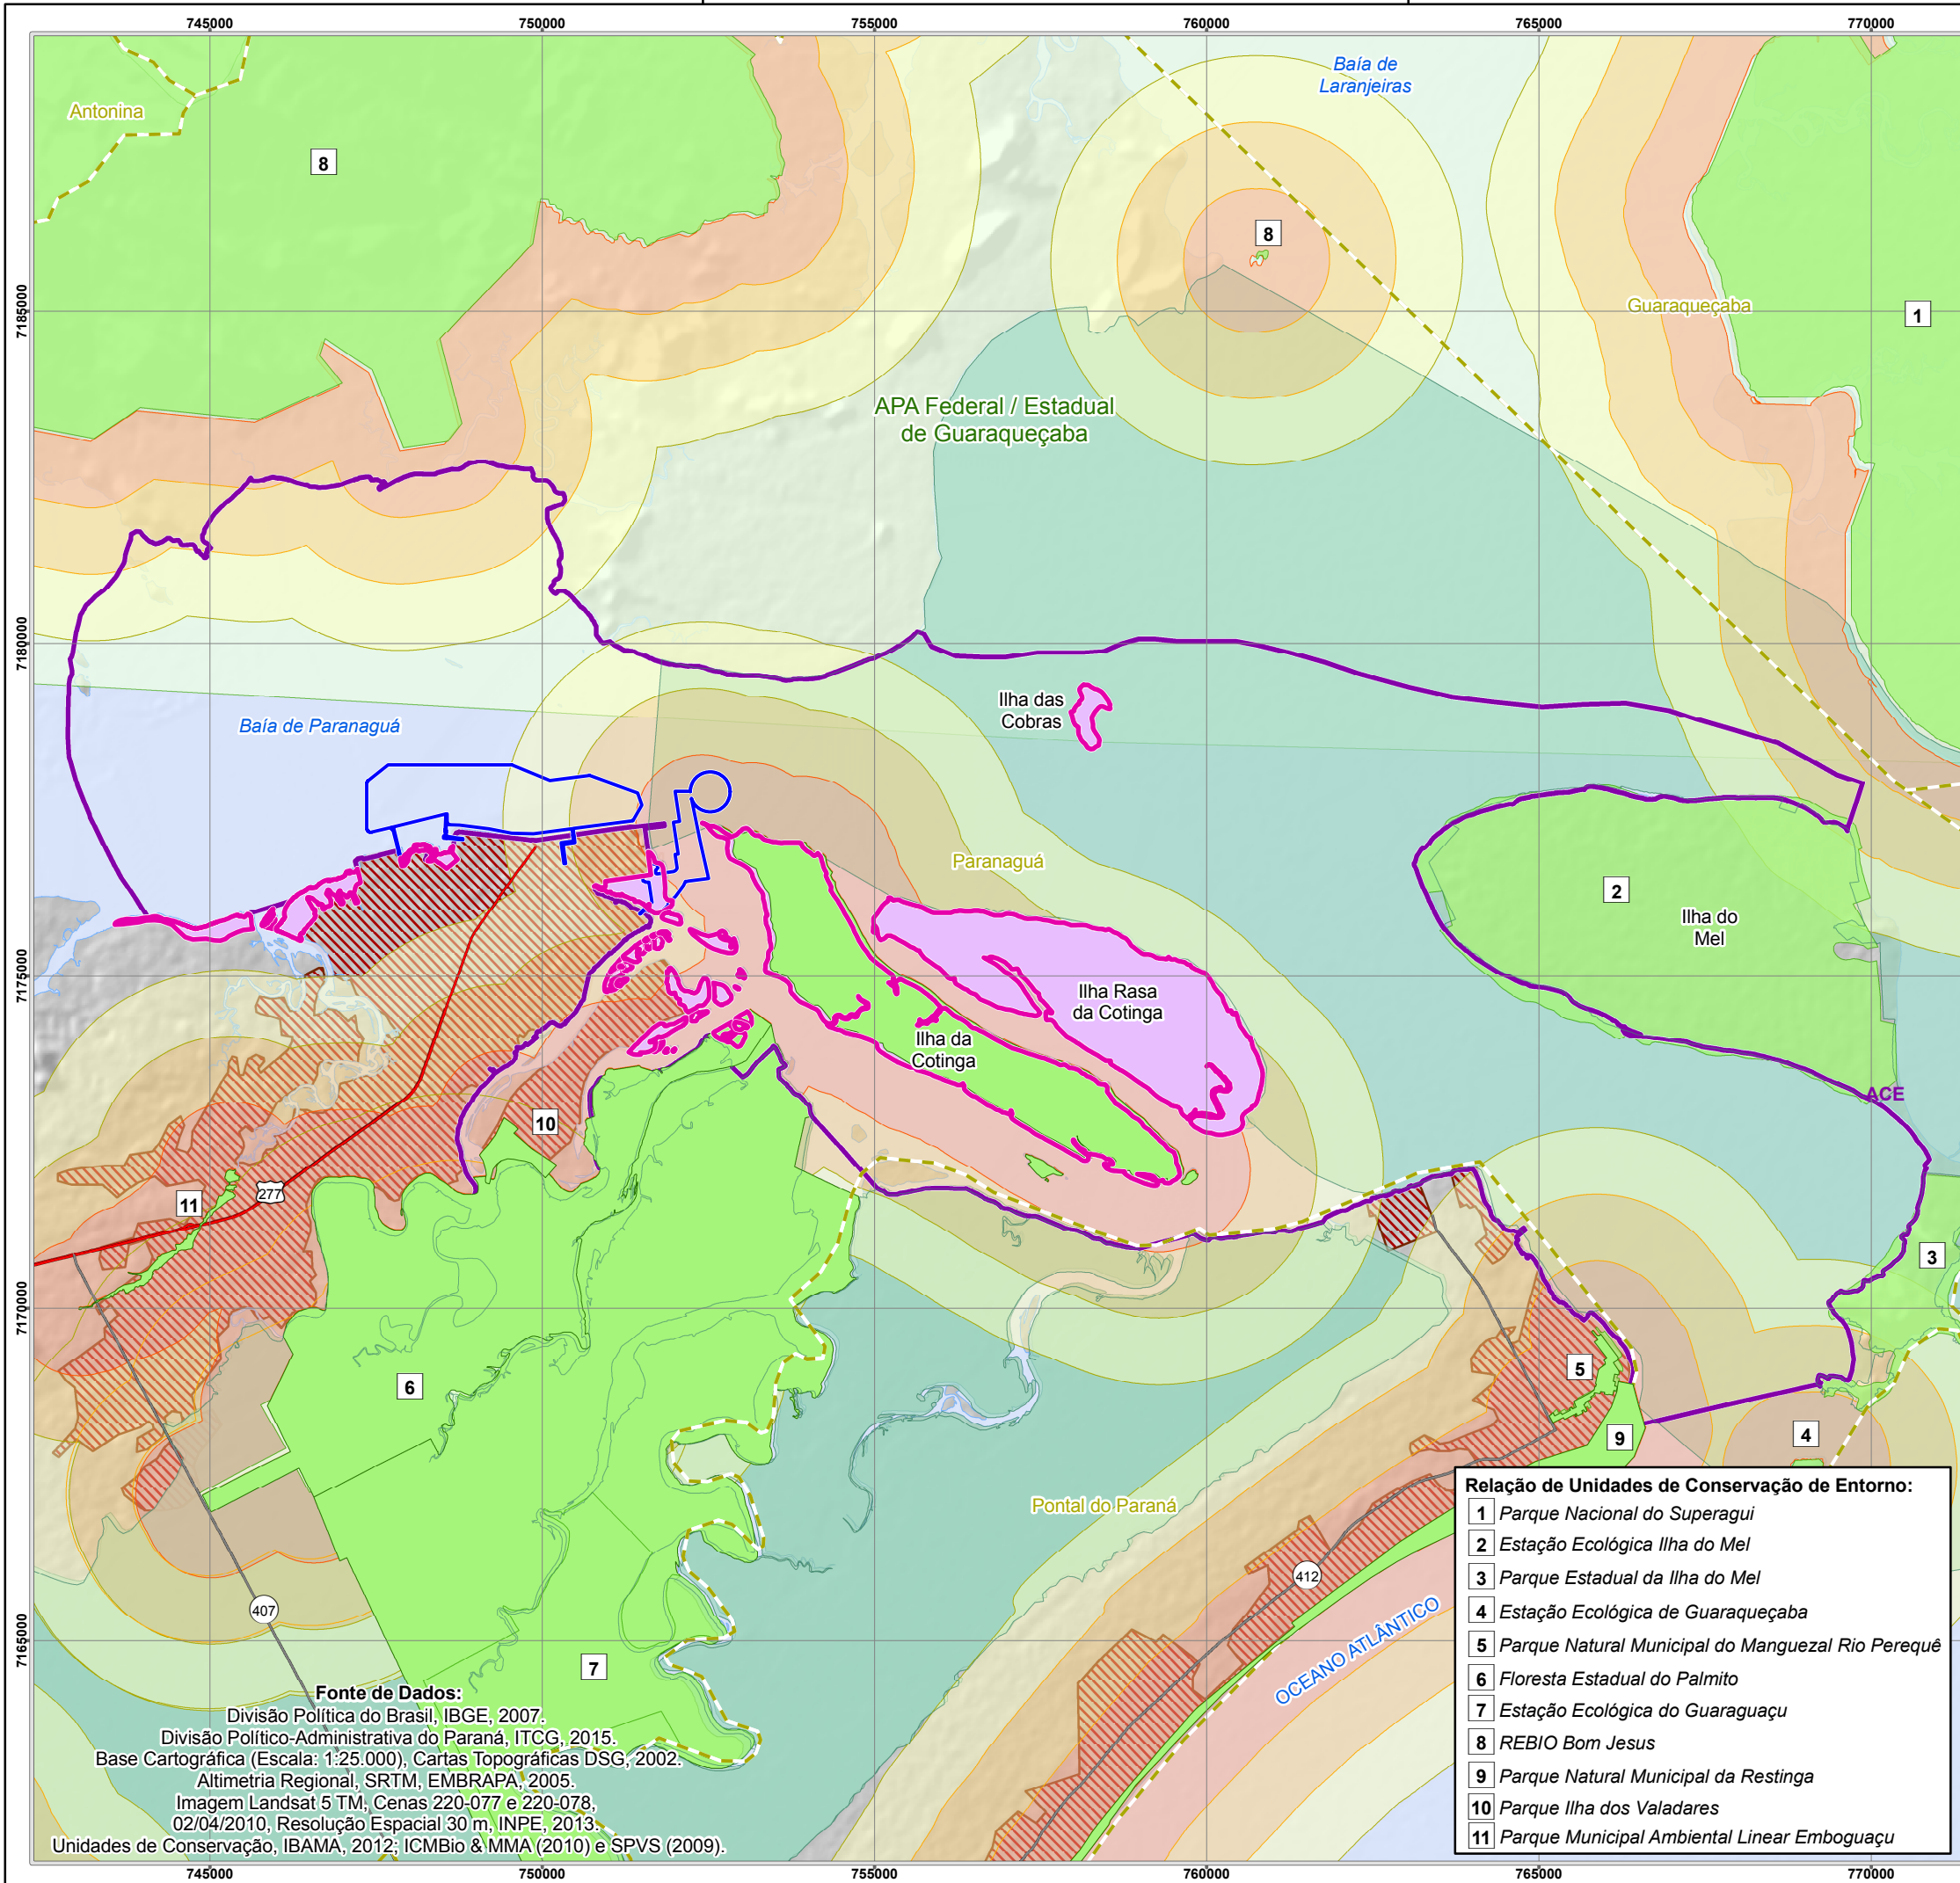 745000
750000
755000
760000
765000
770000
Baía de
Laranjeiras
Antonina
8
8
7185000
Guaraqueçaba
1
APA Federal / Estadual
de Guaraqueçaba
7180000
Ilha das
Cobras
Baía de Paranaguá
Paranaguá
2
Ilha do
Mel
7175000
Ilha Rasa
da Cotinga
Ilha da
Cotinga
ACE
10
277
11
3
7170000
5
6
9
4
Pontal do Paraná
412
407
OCEANO ATLÂNTICO
7165000
7
Relação de Unidades de Conservação de Entorno:
1 Parque Nacional do Superagui
2 Estação Ecológica Ilha do Mel
3 Parque Estadual da Ilha do Mel
4 Estação Ecológica de Guaraqueçaba
5 Parque Natural Municipal do Manguezal Rio Perequê
6 Floresta Estadual do Palmito
7 Estação Ecológica do Guaraguaçu
8 REBIO Bom Jesus
9 Parque Natural Municipal da Restinga
10 Parque Ilha dos Valadares
11 Parque Municipal Ambiental Linear Emboguaçu
Fonte de Dados:
Divisão Política do Brasil, IBGE, 2007.
Divisão Político-Administrativa do Paraná, ITCG, 2015.
Base Cartográfica (Escala: 1:25.000), Cartas Topográficas DSG, 2002.
Altimetria Regional, SRTM, EMBRAPA, 2005.
Imagem Landsat 5 TM, Cenas 220-077 e 220-078,
02/04/2010, Resolução Espacial 30 m, INPE, 2013.
Unidades de Conservação, IBAMA, 2012; ICMBio & MMA (2010) e SPVS (2009).
745000
750000
755000
760000
765000
770000